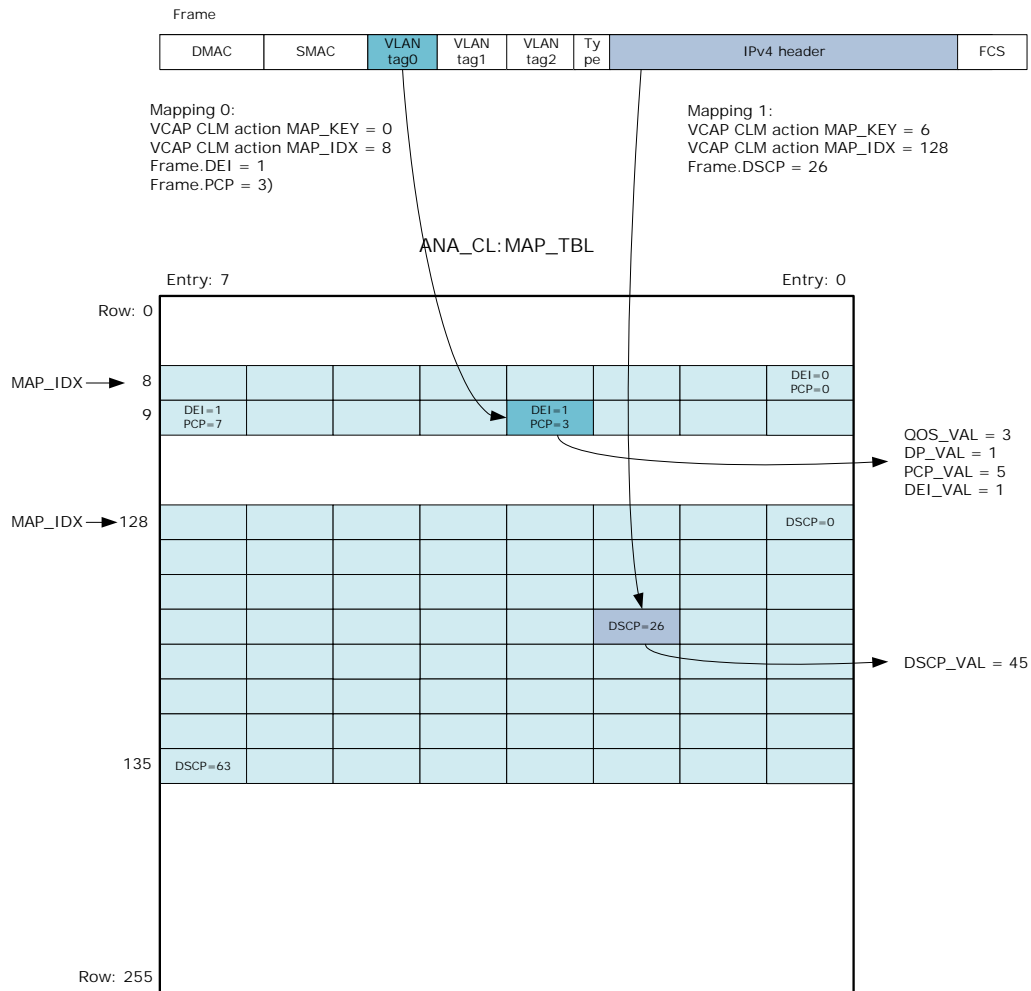 Frame
DMAC SMAC VLAN tag0 VLAN tag1 VLAN tag2 Ty pe IPv4 header FCS
Mapping 0:
VCAP CLM action MAP_KEY = 0
VCAP CLM action MAP_IDX = 8
Frame.DEI = 1
Frame.PCP = 3)
Mapping 1:
VCAP CLM action MAP_KEY = 6
VCAP CLM action MAP_IDX = 128
Frame.DSCP = 26
ANA_CL:MAP_TBL
Entry: 7 Entry: 0
Row: 0
MAP_IDX 8
DEI=0
PCP=0
9
DEI=1
PCP=7
DEI=1
PCP=3
QOS_VAL = 3
DP_VAL = 1
PCP_VAL = 5
DEI_VAL = 1
MAP_IDX 128 DSCP=0
DSCP=26
DSCP_VAL = 45
135 DSCP=63
Row: 255